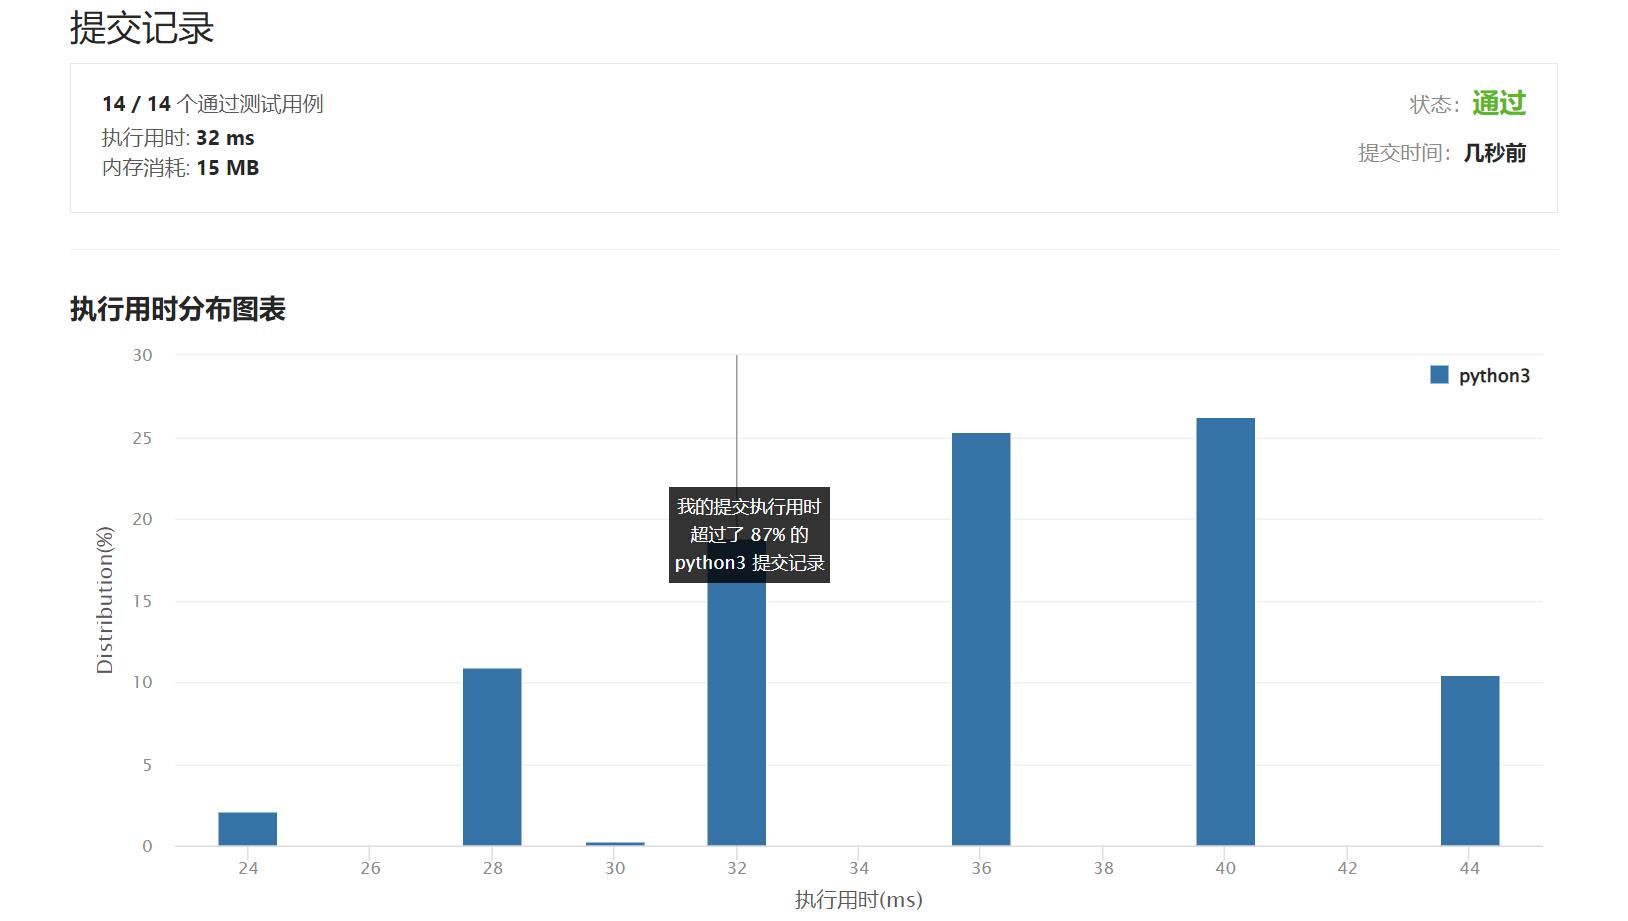 提交记录
14 / 14 个通过测试用例
状态：通过
执行用时: 32 ms
提交时间：几秒前
内存消耗: 15 MB
执行用时分布图表
30
python3
25
我的提交执行用时
20
超过了 87% 的
python3 提交记录
Distribution(%)
15
10
5
0
24 26 28 30 32 34 36 38 40 42 44
执行用时(ms)